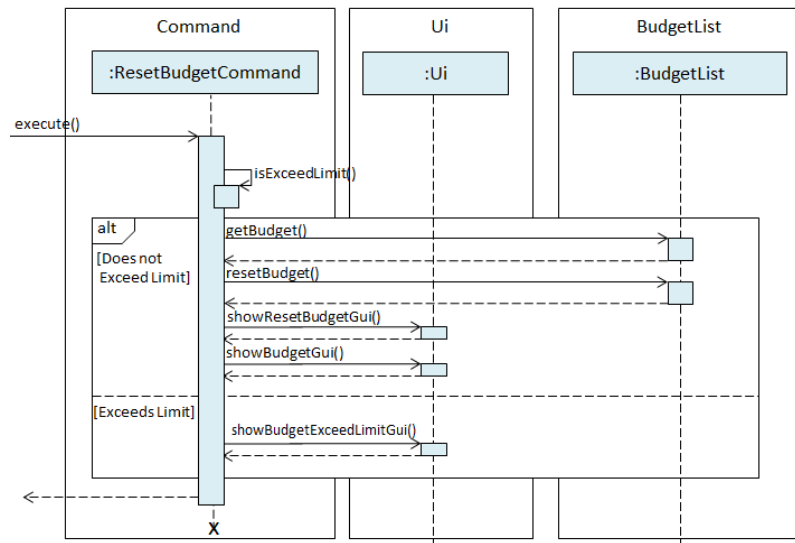 Command
Ui
BudgetList
:ResetBudgetCommand
:Ui
:BudgetList
execute()
isExceedLimit()
alt
getBudget()
[Does not
Exceed Limit]
resetBudget()
showResetBudgetGui()
showBudgetGui()
[Exceeds Limit]
showBudgetExceedLimitGui()
X